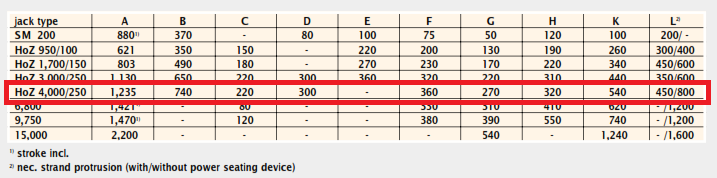 jack type A B C D E F G H K L²⁾
SM 200 880¹⁾ 370 - 80 100 75 50 120 100 200/ -
HoZ 950/100 621 350 150 - 220 200 130 190 260 300/400
HoZ 1,700/150 803 490 180 - 270 230 170 220 340 450/600
HoZ 3,000/250 1,130 650 220 300 360 320 220 310 440 350/600
HoZ 4,000/250 1,235 740 220 300 - 360 270 320 540 450/800
6,800 1,421¹⁾ - 80 - - 330 310 410 620 - /1,200
9,750 1,470¹⁾ - 120 - - 380 390 550 740 - /1,200
15,000 2,200 - - - - - 540 - 1,240 - /1,600
¹⁾ stroke incl.
²⁾ nec. strand protrusion (with/without power seating device)